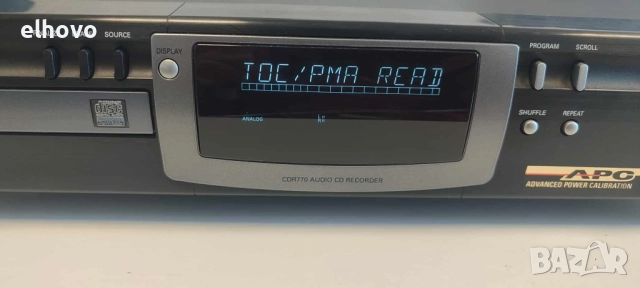 elhovo
SOURCE
DISPLAY
TOC/PMA READ
ANALOG
PROGRAM
SCROLL
SHUFFLE
REPEAT
disc
CDR770 AUDIO CD RECORDER
APC
ADVANCED POWER CALIBRATION
BAZAR